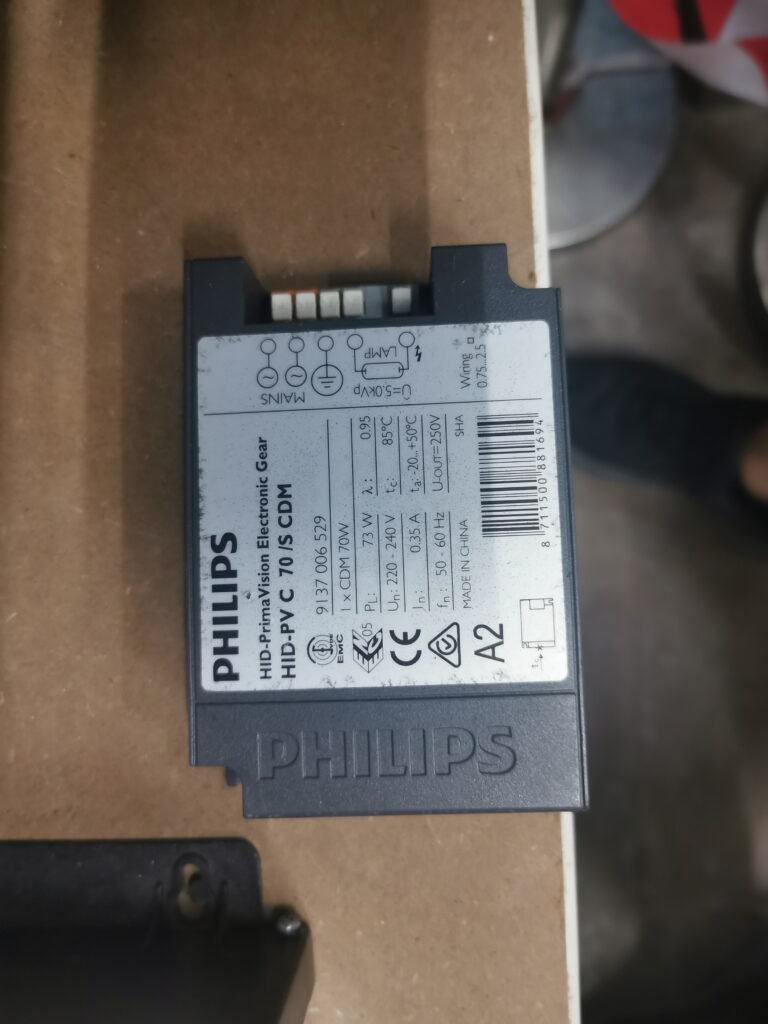 PHILIPS
HID-PrimaVision Electronic Gear
HID-PV C 70 /S CDM
9137 006 529
1 x CDM 70W
PL: 73 W λ: 0.95
Un: 220 - 240 V tc: 85°C
In: 0.35 A ta: -20...+50°C
fn: 50 - 60 Hz U-OUT=250V
MADE IN CHINA SHA
EMC
05
CE
A2
tc
8 711500 881694
MAINS
LAMP
Û=5.0kVp
Wiring
0.75...2.5
PHILIPS